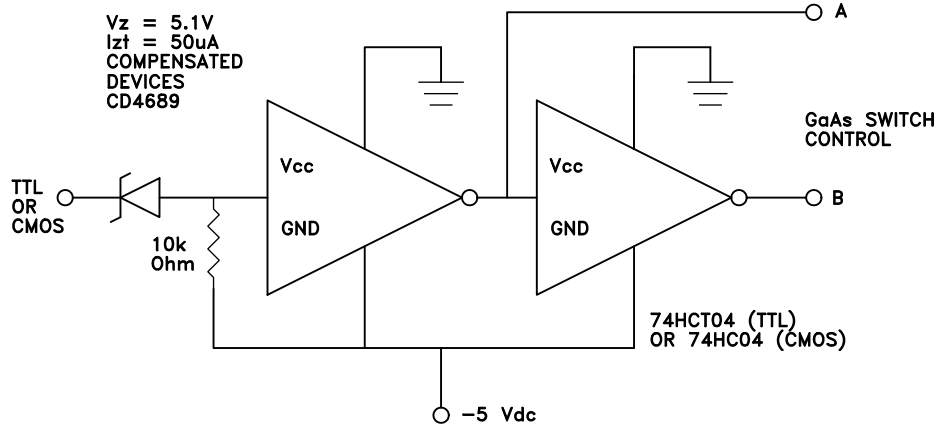 Vz = 5.1V
Izt = 50uA
COMPENSATED
DEVICES
CD4689
A
GaAs SWITCH
CONTROL
Vcc
Vcc
TTL
OR
CMOS
B
GND
GND
10k
Ohm
74HCT04 (TTL)
OR 74HC04 (CMOS)
-5 Vdc